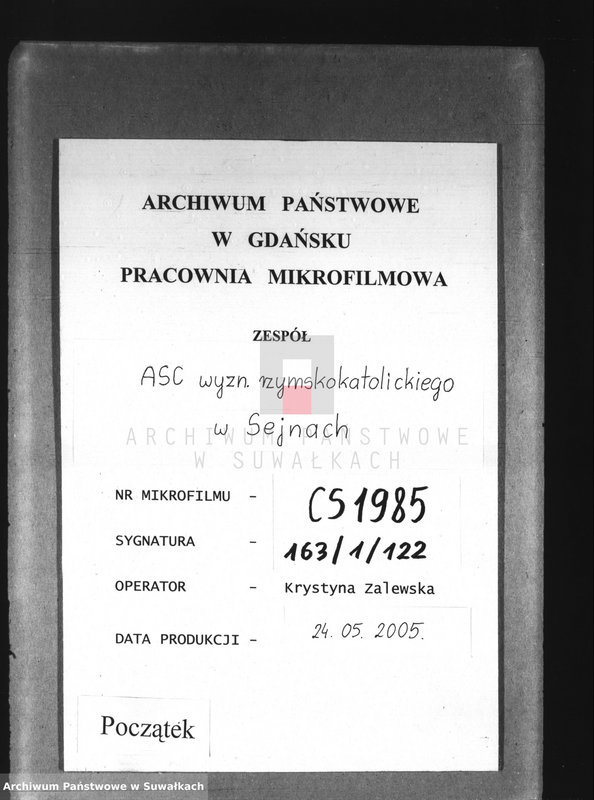 ARCHIWUM PAŃSTWOWE
W GDAŃSKU
PRACOWNIA MIKROFILMOWA
ZESPÓŁ
ASC wyzn. rzymskokatolickiego
w Sejnach
ARCHIWUM PAŃSTWOWE
W SUWAŁKACH
NR MIKROFILMU - CS1985
SYGNATURA - 163/1/122
OPERATOR - Krystyna Zalewska
DATA PRODUKCJI - 24. 05. 2005.
Początek
Archiwum Państwowe w Suwałkach